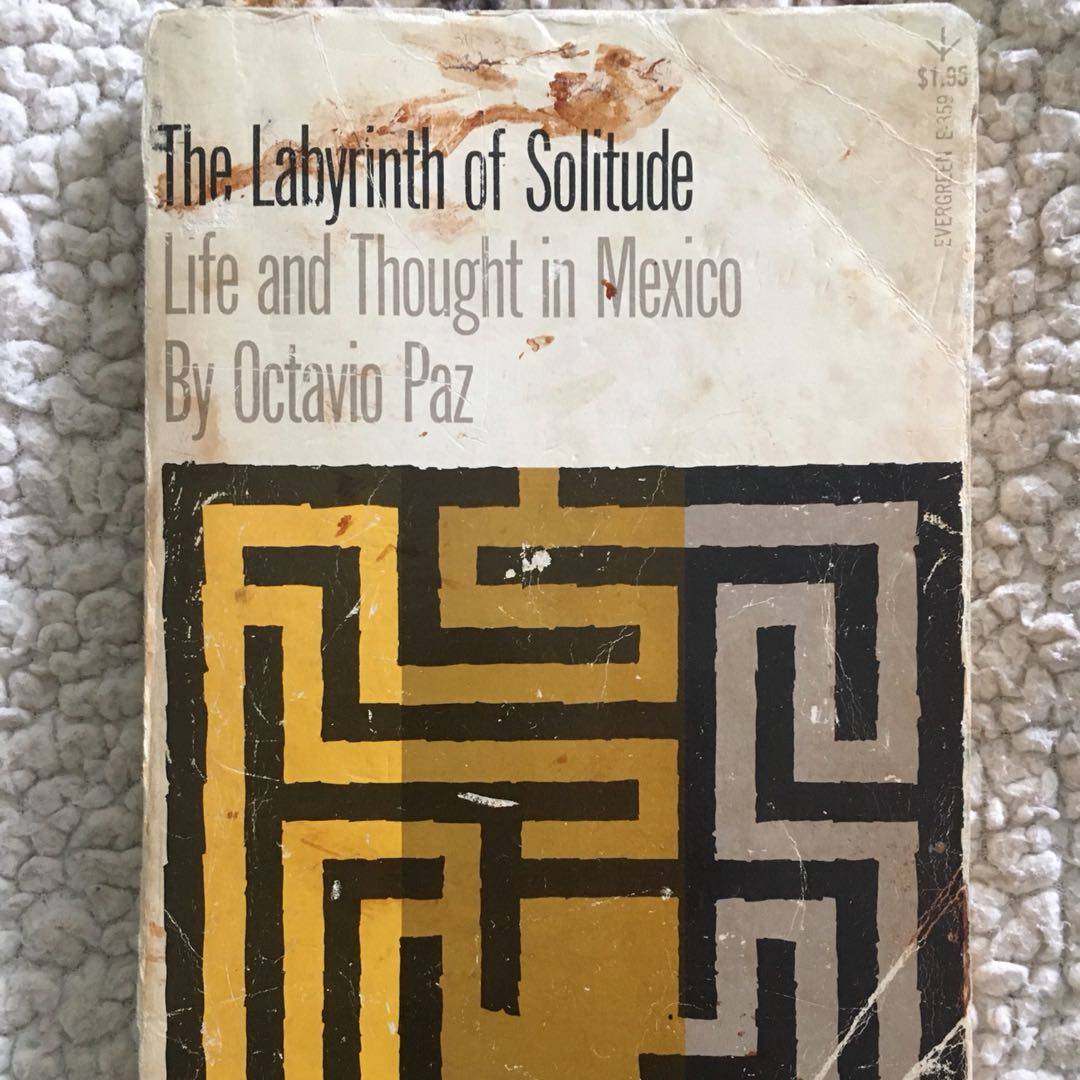 The Labyrinth of Solitude
Life and Thought in Mexico
By Octavio Paz
$1.95
EVERGREEN E-359